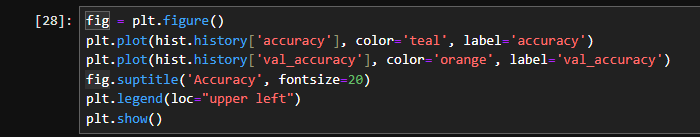 [28]: fig = plt.figure()
plt.plot(hist.history['accuracy'], color='teal', label='accuracy')
plt.plot(hist.history['val_accuracy'], color='orange', label='val_accuracy')
fig.suptitle('Accuracy', fontsize=20)
plt.legend(loc="upper left")
plt.show()